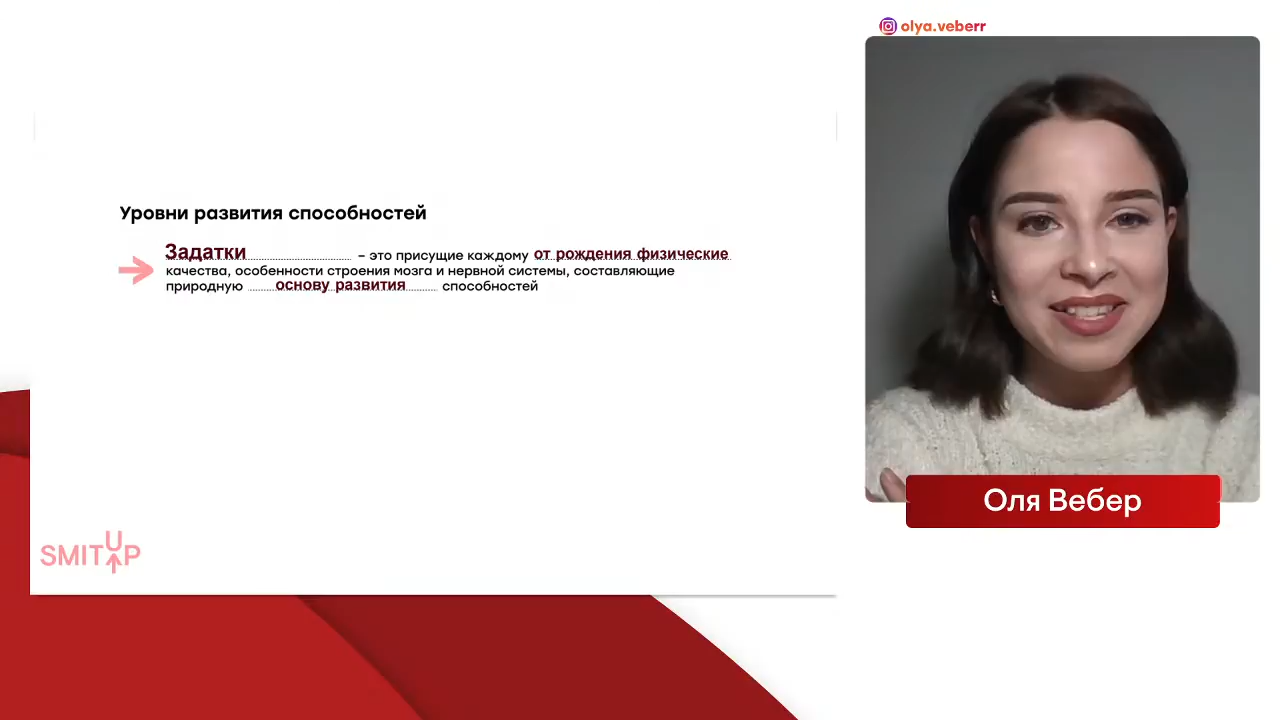 olya.veberr
Уровни развития способностей
Задатки – это присущие каждому от рождения физические
качества, особенности строения мозга и нервной системы, составляющие
природную основу развития способностей
Оля Вебер
SMITUP